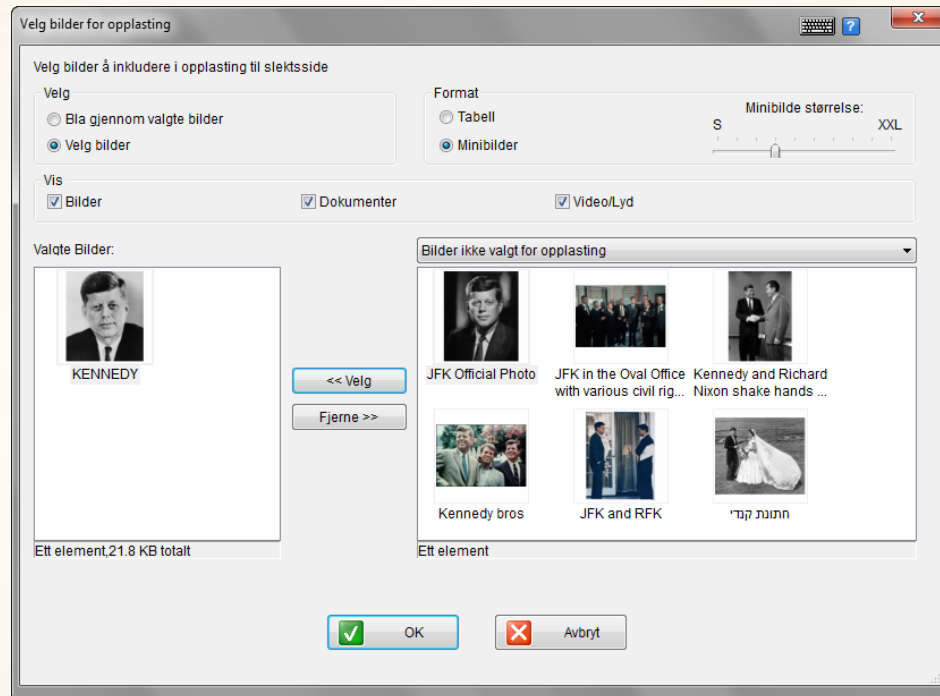 Velg bilder for opplasting
?
Velg bilder å inkludere i opplasting til slektsside
Velg
Bla gjennom valgte bilder
Velg bilder
Format
Tabell
Minibilder
Minibilde størrelse:
S
XXL
Vis
Bilder
Dokumenter
Video/Lyd
Valgte Bilder:
Bilder ikke valgt for opplasting
KENNEDY
<< Velg
Fjerne >>
JFK Official Photo
JFK in the Oval Office
with various civil rig...
Kennedy and Richard
Nixon shake hands ...
Kennedy bros
JFK and RFK
חתונת קנדי
Ett element,21.8 KB totalt
Ett element
OK
Avbryt